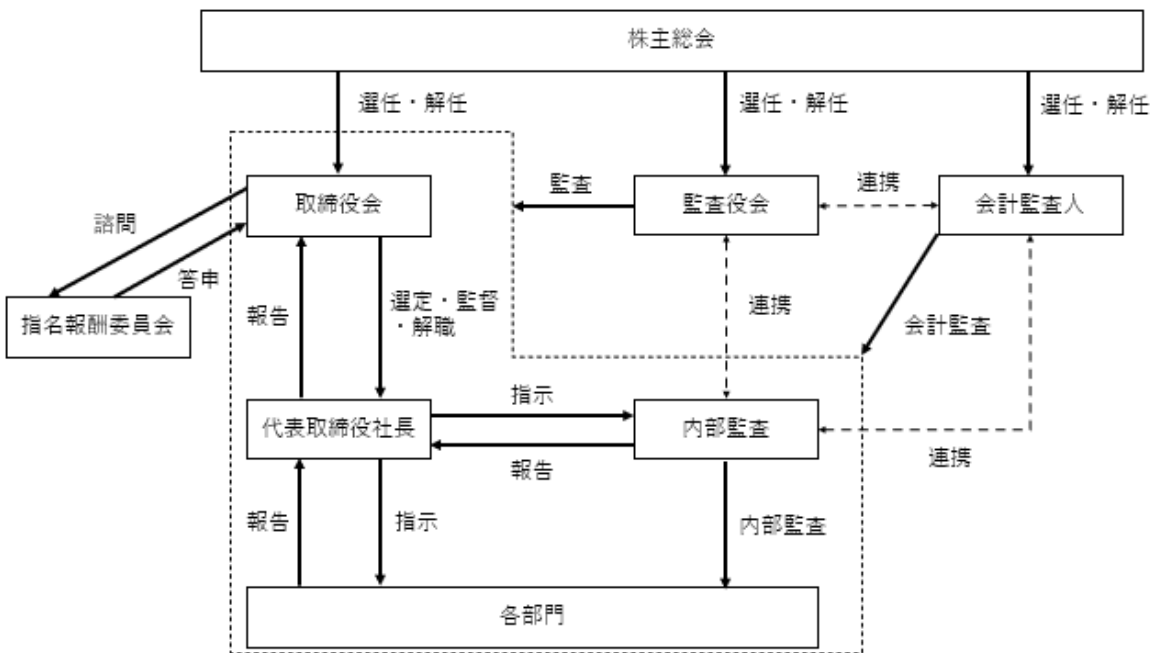 株主総会
選任・解任
選任・解任
選任・解任
取締役会
監査
監査役会
連携
会計監査人
諮問
答申
指名報酬委員会
報告
選定・監督
・解職
連携
会計監査
代表取締役社長
指示
報告
内部監査
連携
報告
指示
内部監査
各部門